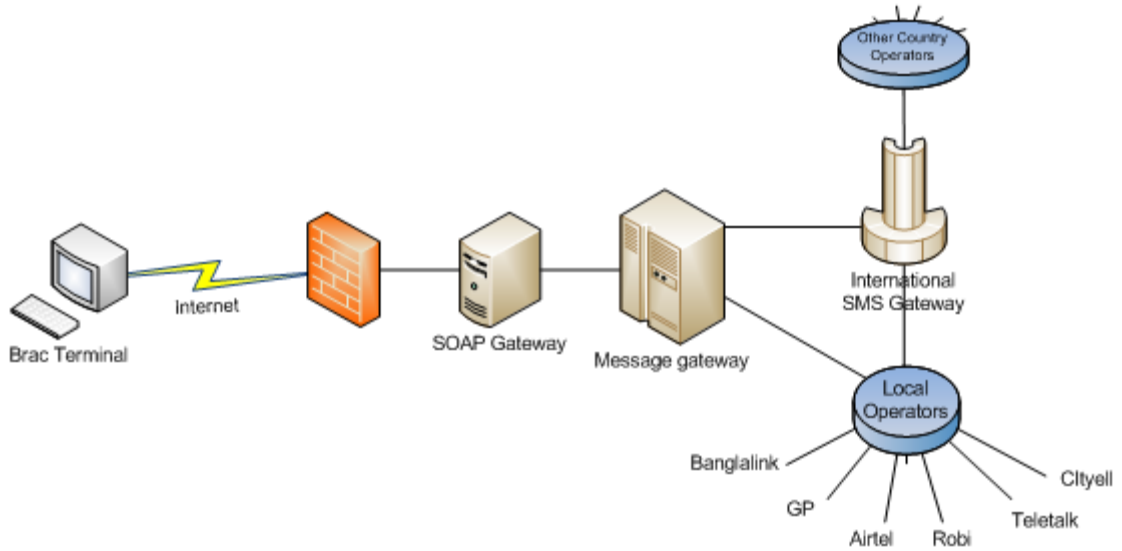 Other Country
Operators
Internet
Brac Terminal
SOAP Gateway
Message gateway
International
SMS Gateway
Local
Operators
Banglalink
GP
Airtel
Robi
Teletalk
CItyell